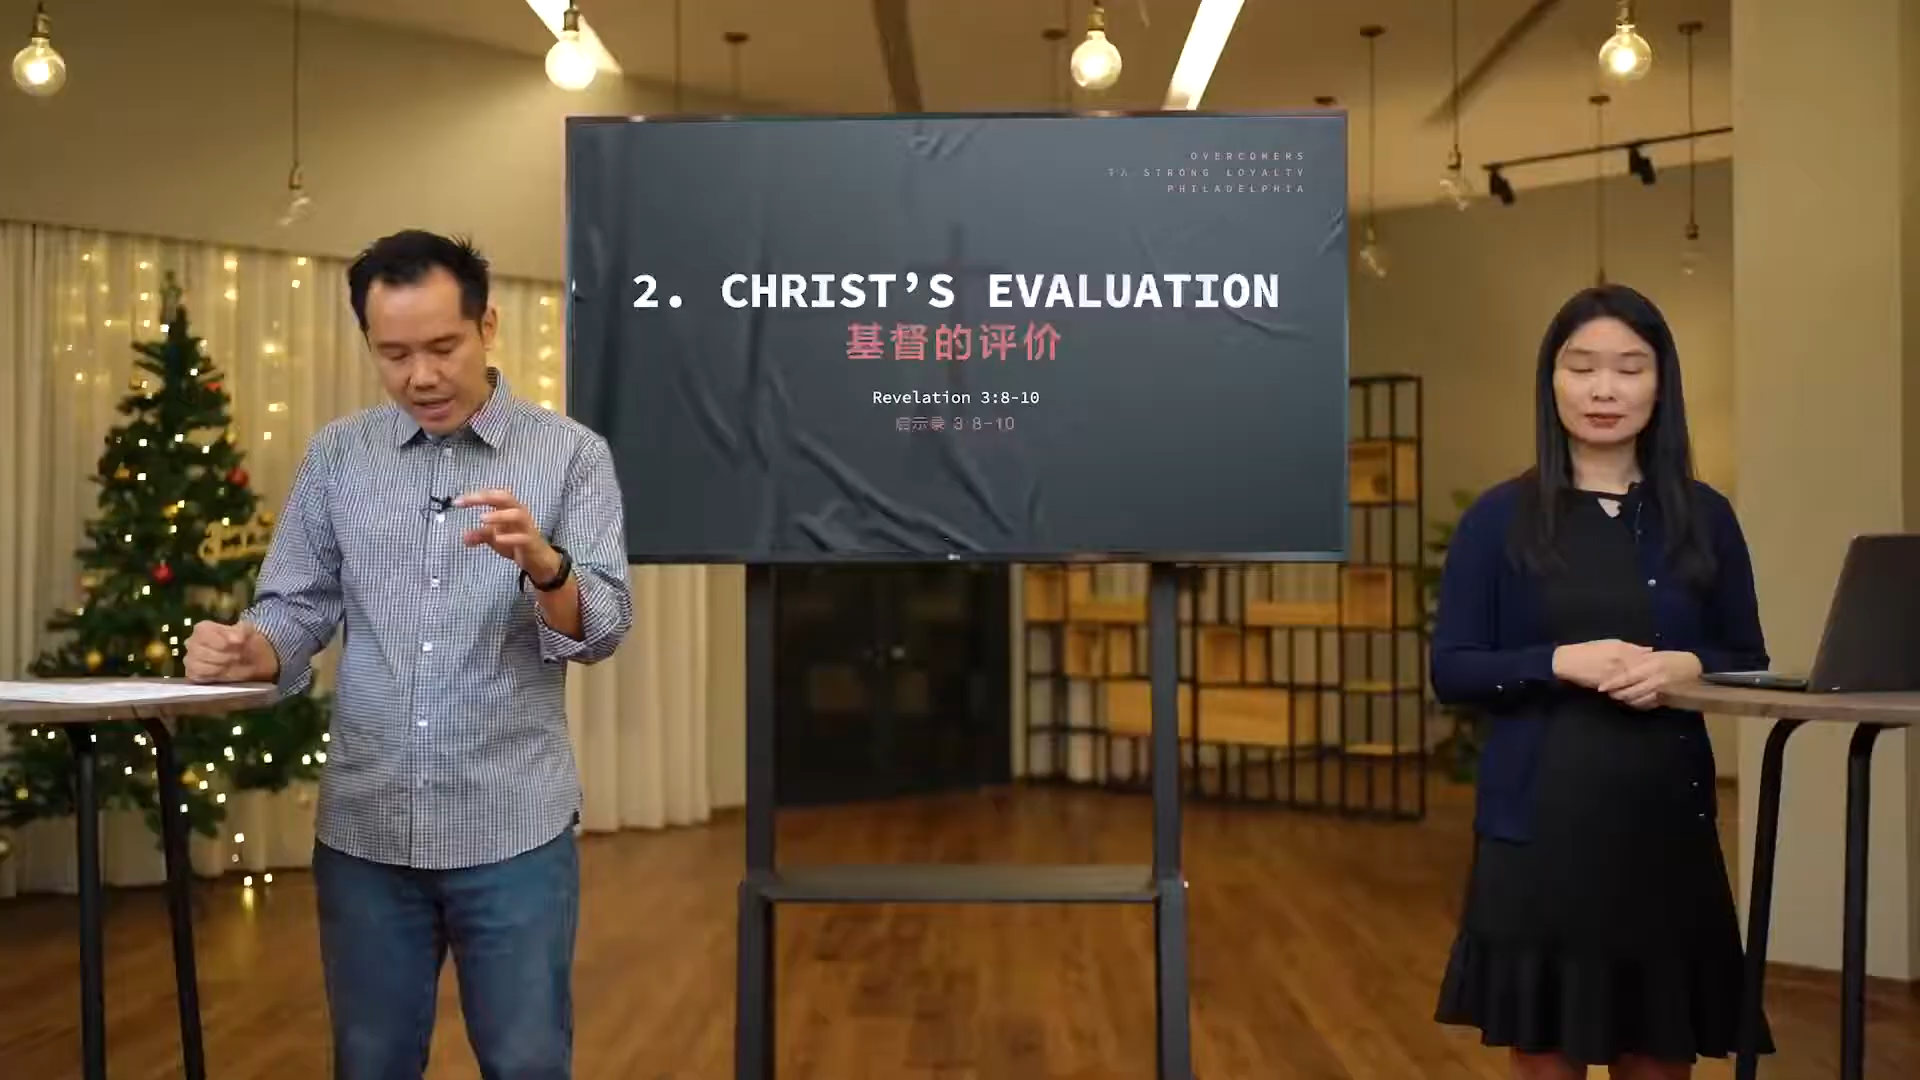 OVERCOMERS
STRONG LOYALTY
PHILADELPHIA
2. CHRIST’S EVALUATION
基督的评价
Revelation 3:8-10
启示录 3:8-10